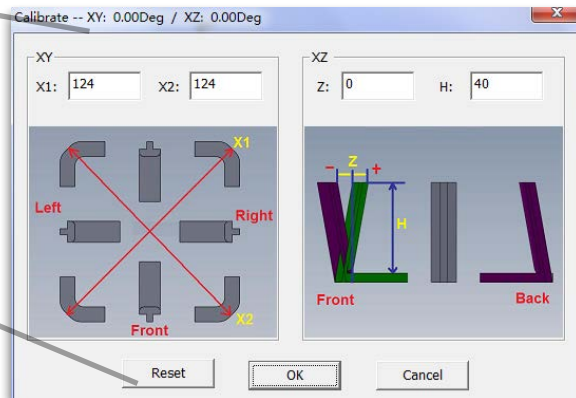 Calibrate -- XY: 0.00Deg / XZ: 0.00Deg
x
XY
X1: 124 X2: 124
X1
Left
Right
Front
X2
XZ
Z: 0 H: 40
- Z +
H
Front
Back
Reset
OK
Cancel